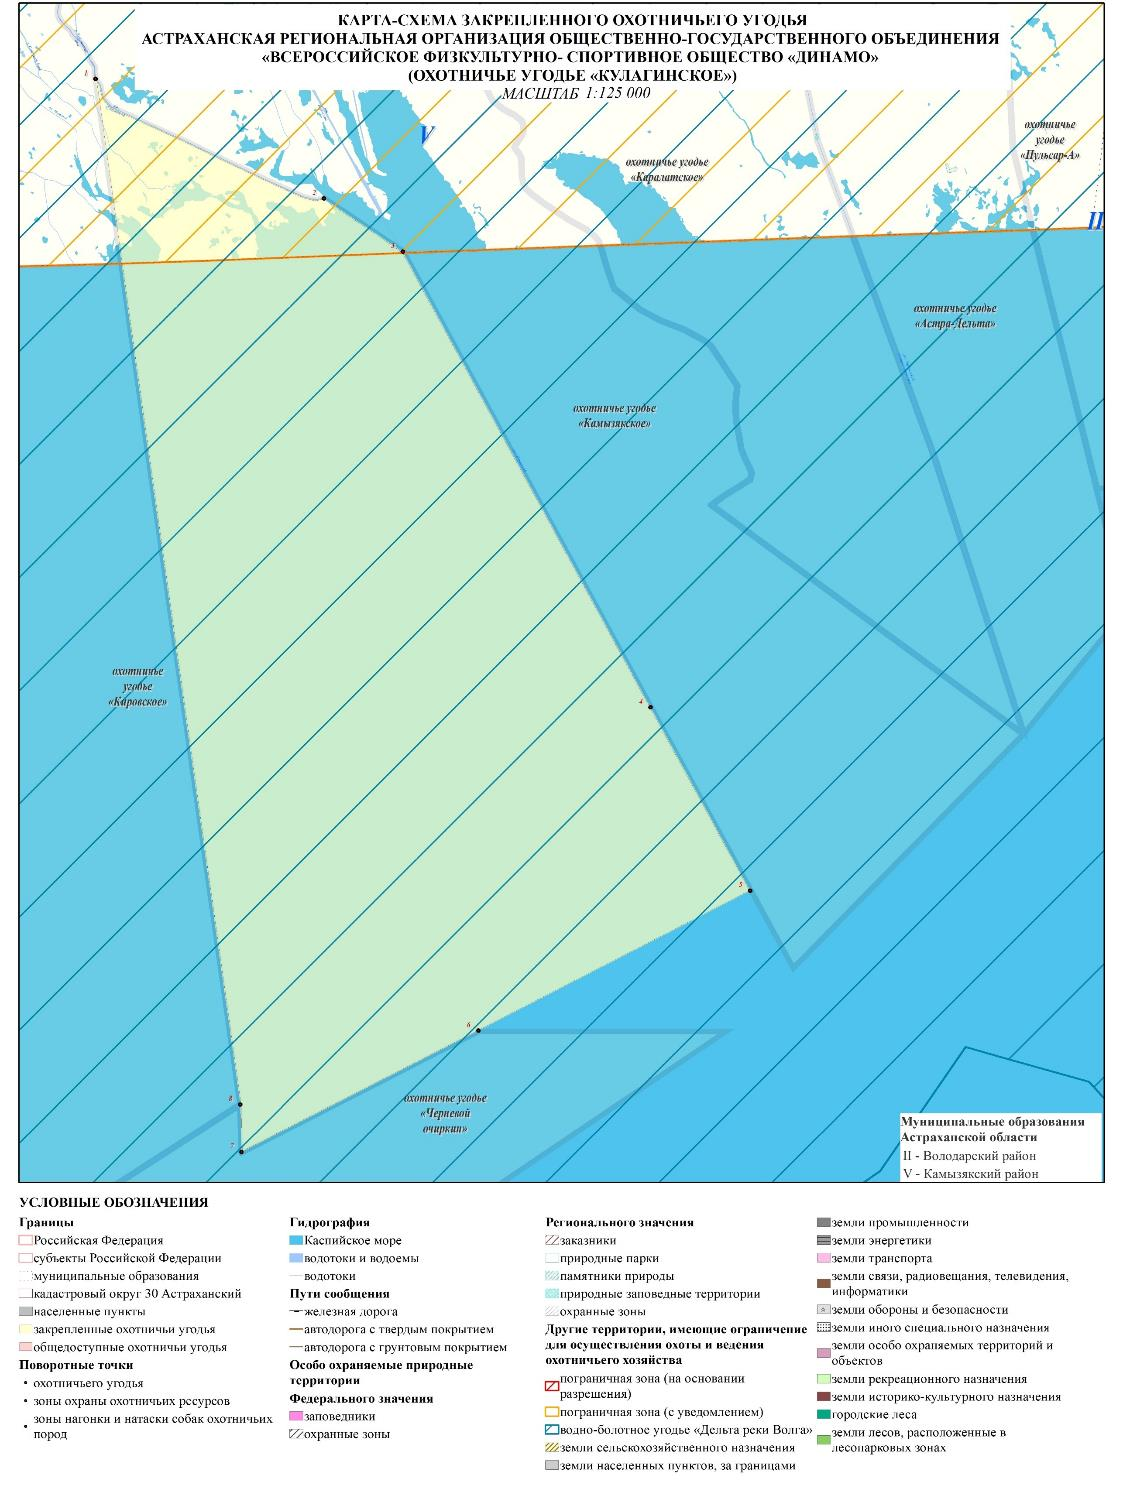 КАРТА-СХЕМА ЗАКРЕПЛЕННОГО ОХОТНИЧЬЕГО УГОДЬЯ
АСТРАХАНСКАЯ РЕГИОНАЛЬНАЯ ОРГАНИЗАЦИЯ ОБЩЕСТВЕННО-ГОСУДАРСТВЕННОГО ОБЪЕДИНЕНИЯ
«ВСЕРОССИЙСКОЕ ФИЗКУЛЬТУРНО- СПОРТИВНОЕ ОБЩЕСТВО «ДИНАМО»
(ОХОТНИЧЬЕ УГОДЬЕ «КУЛАГИНСКОЕ»)
МАСШТАБ 1:125 000
1
V
охотничье
угодье
«Пульсар-А»
охотничье угодье
«Каралатское»
2
II
3
охотничье угодье
«Астра-Дельта»
охотничье угодье
«Камызякское»
охотничье
угодье
«Каровское»
4
5
6
охотничье угодье
«Черневой
очиркин»
8
7
Муниципальные образования
Астраханской области
II - Володарский район
V - Камызякский район
УСЛОВНЫЕ ОБОЗНАЧЕНИЯ
Границы
Российская Федерация
субъекты Российской Федерации
муниципальные образования
кадастровый округ 30 Астраханский
населенные пункты
закрепленные охотничьи угодья
общедоступные охотничьи угодья
Поворотные точки
охотничьего угодья
зоны охраны охотничьих ресурсов
зоны нагонки и натаски собак охотничьих
пород
Гидрография
Каспийское море
водотоки и водоемы
водотоки
Пути сообщения
железная дорога
автодорога с твердым покрытием
автодорога с грунтовым покрытием
Особо охраняемые природные
территории
Федерального значения
заповедники
охранные зоны
Регионального значения
заказники
природные парки
памятники природы
природные заповедные территории
охранные зоны
Другие территории, имеющие ограничение
для осуществления охоты и ведения
охотничьего хозяйства
пограничная зона (на основании
разрешения)
пограничная зона (с уведомлением)
водно-болотное угодье «Дельта реки Волга»
земли сельскохозяйственного назначения
земли населенных пунктов, за границами
земли промышленности
земли энергетики
земли транспорта
земли связи, радиовещания, телевидения,
информатики
земли обороны и безопасности
земли иного специального назначения
земли особо охраняемых территорий и
объектов
земли рекреационного назначения
земли историко-культурного назначения
городские леса
земли лесов, расположенные в
лесопарковых зонах